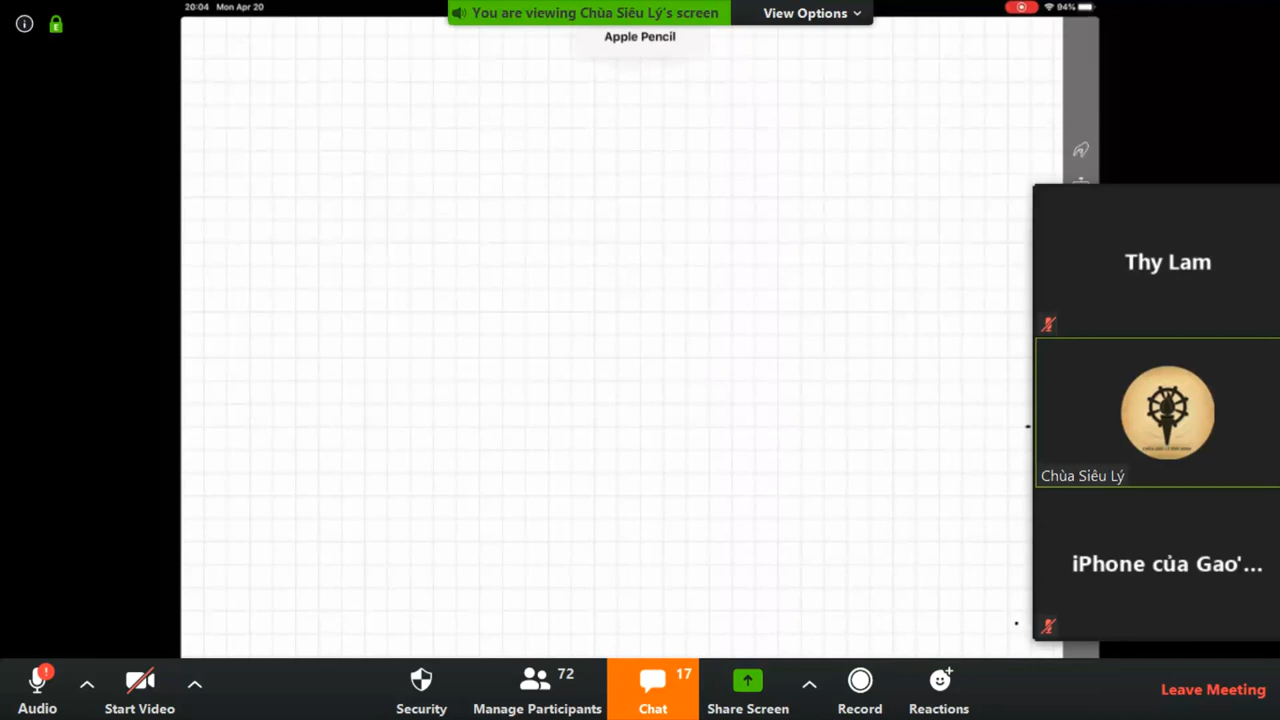 20:04 Mon Apr 20
You are viewing Chùa Siêu Lý's screen
View Options
94%
Apple Pencil
Thy Lam
Chùa Siêu Lý
iPhone của Gao'...
Audio
Start Video
Security
72
Manage Participants
17
Chat
Share Screen
Record
Reactions
Leave Meeting